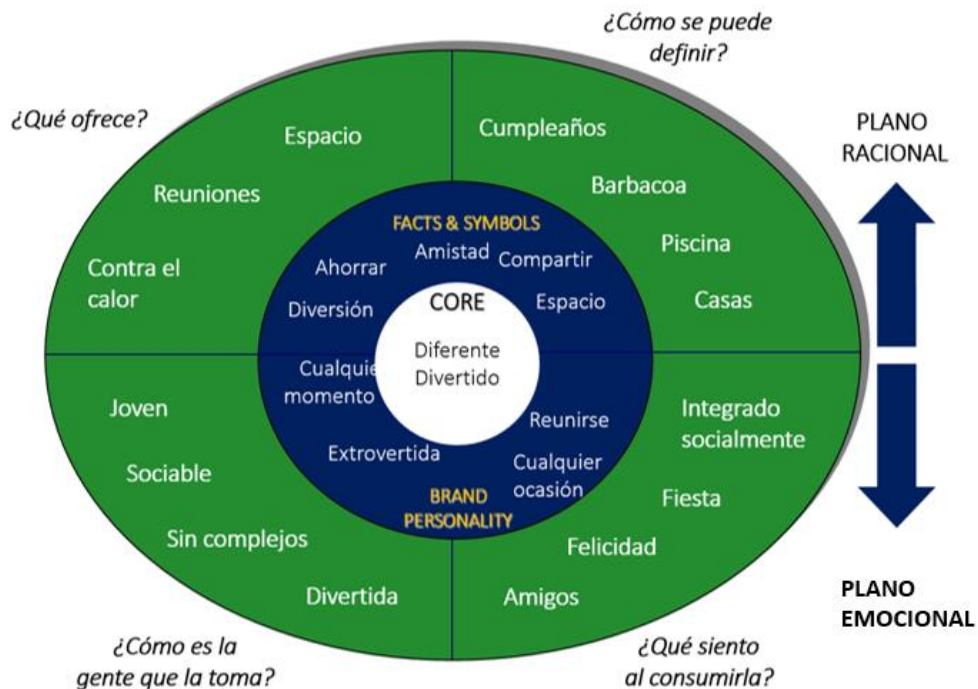 ¿Cómo se puede
definir?
¿Qué ofrece?
Espacio
Reuniones
Contra el
calor
Cumpleaños
Barbacoa
Piscina
Casas
PLANO
RACIONAL
FACTS & SYMBOLS
Amistad
Compartir
Ahorrar
Diversión
Espacio
CORE
Diferente
Divertido
Cualquie
momento
Extrovertida
Reunirse
Cualquier
ocasión
BRAND
PERSONALITY
Joven
Sociable
Sin complejos
Divertida
Integrado
socialmente
Fiesta
Felicidad
Amigos
PLANO
EMOCIONAL
¿Cómo es la
gente que la toma?
¿Qué siento
al consumirla?